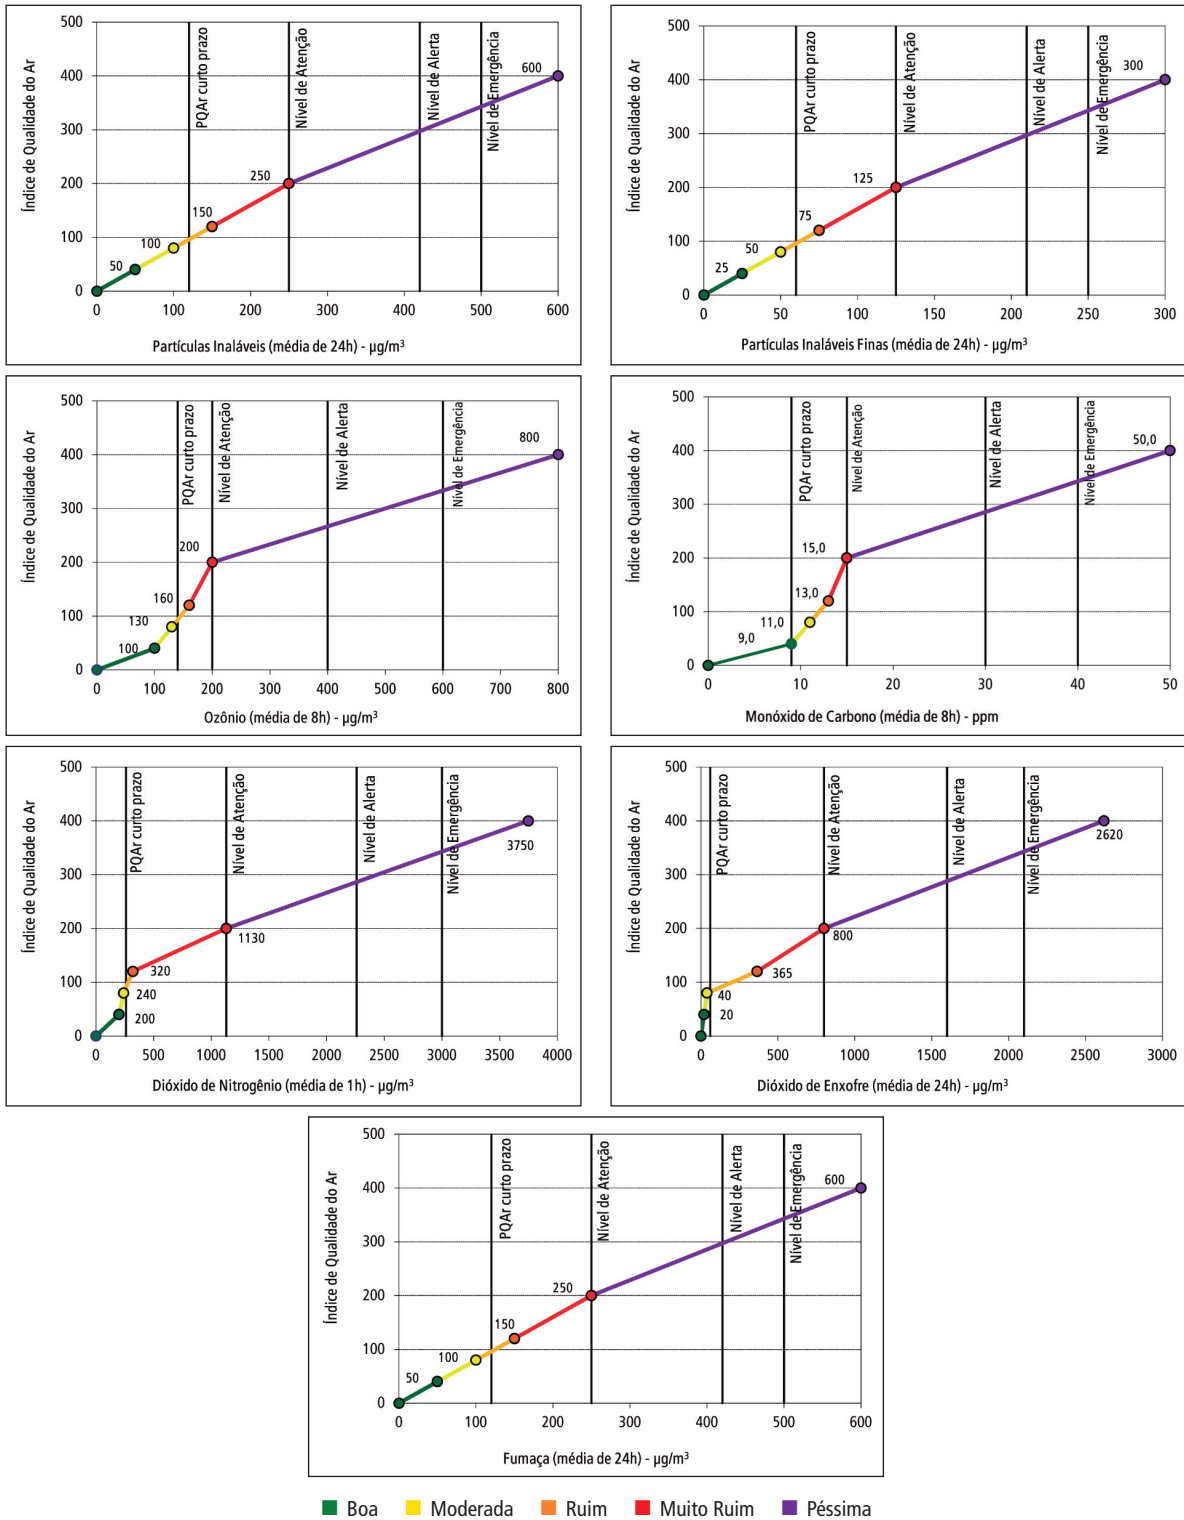 500
400
300
200
100
0
Índice de Qualidade do Ar
50
100
150
250
600
PQAr curto prazo
Nível de Atenção
Nível de Alerta
Nível de Emergência
0 100 200 300 400 500 600
Partículas Inaláveis (média de 24h) - µg/m³
500
400
300
200
100
0
Índice de Qualidade do Ar
25
50
75
125
300
PQAr curto prazo
Nível de Atenção
Nível de Alerta
Nível de Emergência
0 50 100 150 200 250 300
Partículas Inaláveis Finas (média de 24h) - µg/m³
500
400
300
200
100
0
Índice de Qualidade do Ar
100
130
160
200
800
PQAr curto prazo
Nível de Atenção
Nível de Alerta
Nível de Emergência
0 100 200 300 400 500 600 700 800
Ozônio (média de 8h) - µg/m³
500
400
300
200
100
0
Índice de Qualidade do Ar
9,0
11,0
13,0
15,0
50,0
PQAr curto prazo
Nível de Atenção
Nível de Alerta
Nível de Emergência
0 10 20 30 40 50
Monóxido de Carbono (média de 8h) - ppm
500
400
300
200
100
0
Índice de Qualidade do Ar
200
240
320
1130
3750
PQAr curto prazo
Nível de Atenção
Nível de Alerta
Nível de Emergência
0 500 1000 1500 2000 2500 3000 3500 4000
Dióxido de Nitrogênio (média de 1h) - µg/m³
500
400
300
200
100
0
Índice de Qualidade do Ar
20
40
365
800
2620
PQAr curto prazo
Nível de Atenção
Nível de Alerta
Nível de Emergência
0 500 1000 1500 2000 2500 3000
Dióxido de Enxofre (média de 24h) - µg/m³
500
400
300
200
100
0
Índice de Qualidade do Ar
50
100
150
250
600
PQAr curto prazo
Nível de Atenção
Nível de Alerta
Nível de Emergência
0 100 200 300 400 500 600
Fumaça (média de 24h) - µg/m³
Boa Moderada Ruim Muito Ruim Péssima